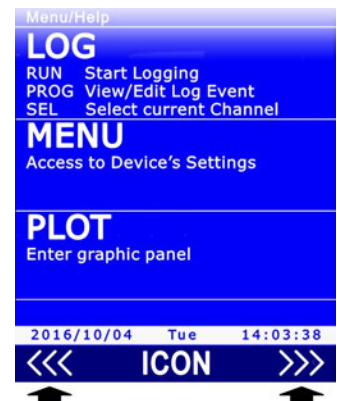 Menu/Help
LOG
RUN Start Logging
PROG View/Edit Log Event
SEL Select current Channel
MENU
Access to Device's Settings
PLOT
Enter graphic panel
2016/10/04 Tue 14:03:38
<<< ICON >>>